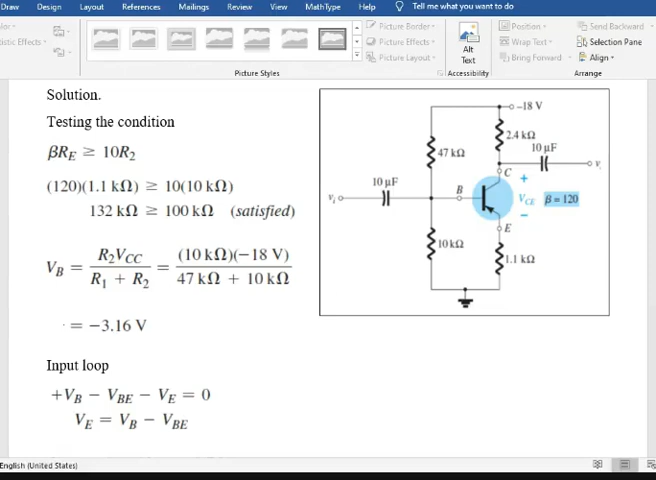 Draw Design Layout References Mailings Review View MathType Help Tell me what you want to do
Picture Border
Position
Send Backward
istic Effects
Picture Effects
Alt Text
Wrap Text
Selection Pane
Picture Layout
Bring Forward
Align
Picture Styles
Accessibility
Arrange
Solution.
Testing the condition
βR_E ≥ 10R_2
(120)(1.1 kΩ) ≥ 10(10 kΩ)
132 kΩ ≥ 100 kΩ (satisfied)
V_B = R_2V_CC / R_1 + R_2 = (10 kΩ)(−18 V) / 47 kΩ + 10 kΩ
= −3.16 V
Input loop
+V_B − V_BE − V_E = 0
V_E = V_B − V_BE
−18 V
2.4 kΩ
47 kΩ
10 μF
C
10 μF
+
B
V_CE
β = 120
−
E
10 kΩ
1.1 kΩ
English (United States)